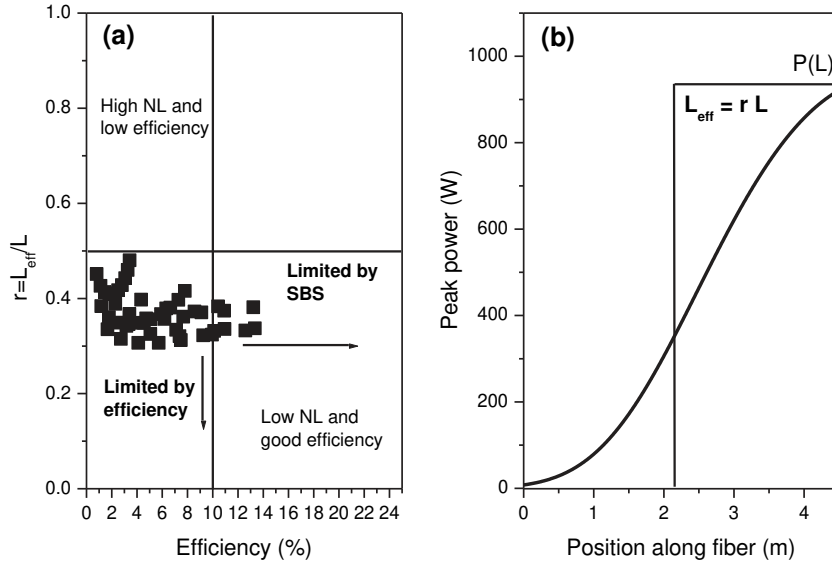 (a)
1.0
0.8
0.6
0.4
0.2
0.0
r=L_eff/L
High NL and
low efficiency
Limited by
SBS
Limited by
efficiency
Low NL and
good efficiency
0 2 4 6 8 10 12 14 16 18 20 22 24
Efficiency (%)
(b)
1000
800
600
400
200
0
Peak power (W)
P(L)
L_eff = r L
0 1 2 3 4
Position along fiber (m)